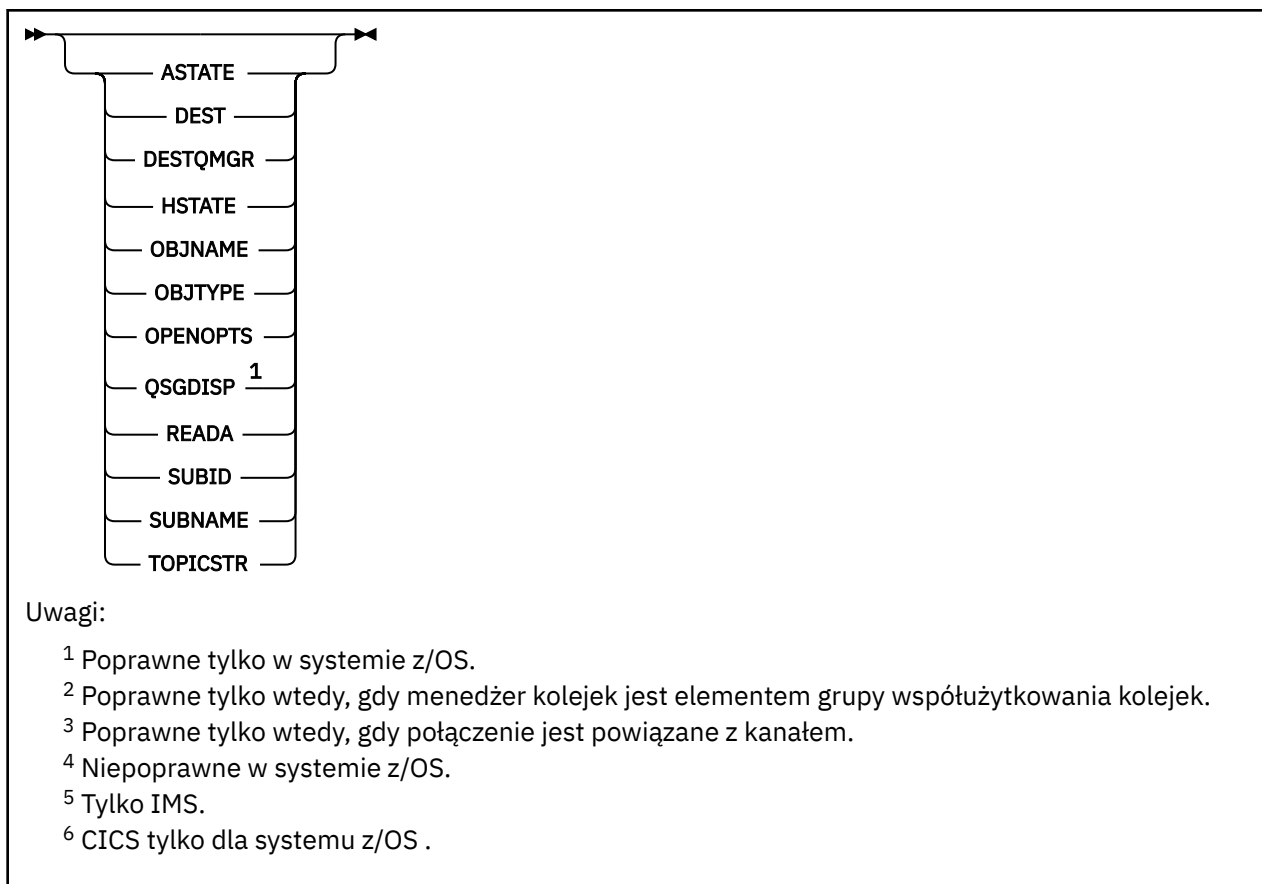 ASTATE
DEST
DESTQMGR
HSTATE
OBJNAME
OBJTYPE
OPENOPTS
QSGDISP 1
READA
SUBID
SUBNAME
TOPICSTR
Uwagi:
1 Poprawne tylko w systemie z/OS.
2 Poprawne tylko wtedy, gdy menedżer kolejek jest elementem grupy współużytkowania kolejek.
3 Poprawne tylko wtedy, gdy połączenie jest powiązane z kanałem.
4 Niepoprawne w systemie z/OS.
5 Tylko IMS.
6 CICS tylko dla systemu z/OS .